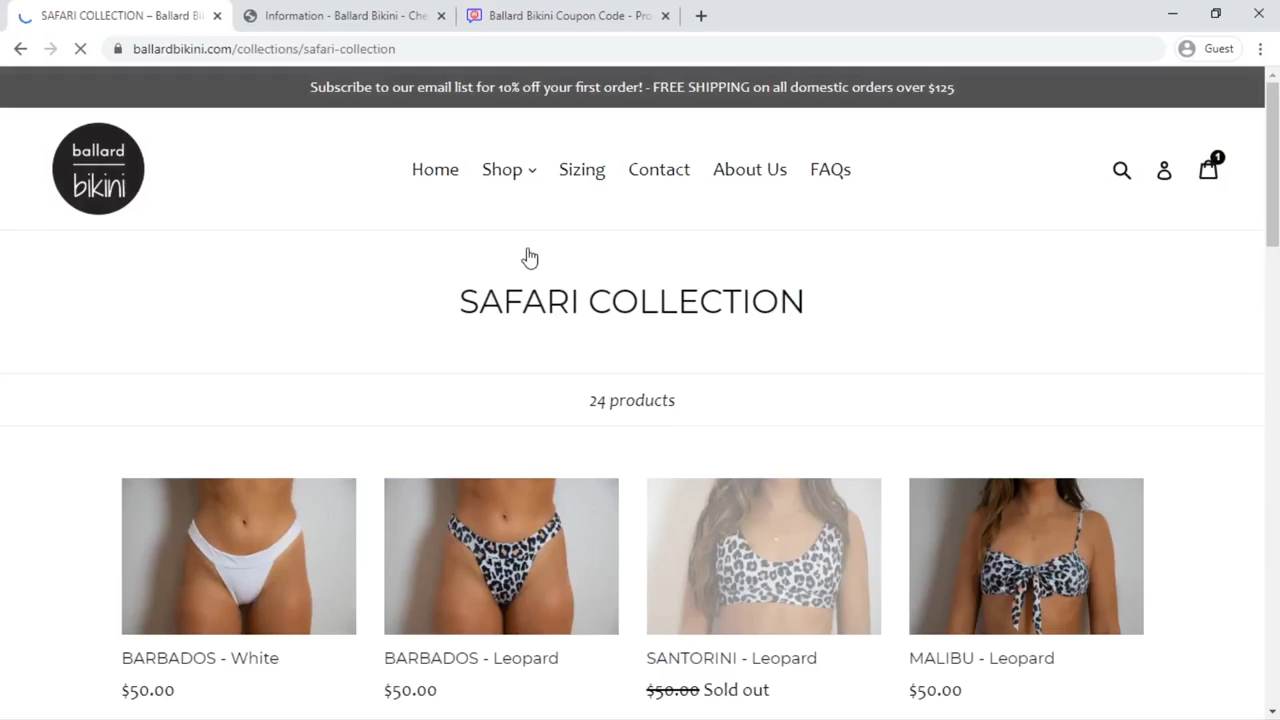 SAFARI COLLECTION – Ballard Bi
Information - Ballard Bikini - Che
Ballard Bikini Coupon Code - Pro
ballardbikini.com/collections/safari-collection
Guest
Subscribe to our email list for 10% off your first order! - FREE SHIPPING on all domestic orders over $125
ballard
bikini
Home
Shop
Sizing
Contact
About Us
FAQs
1
SAFARI COLLECTION
24 products
BARBADOS - White
$50.00
BARBADOS - Leopard
$50.00
SANTORINI - Leopard
$50.00 Sold out
MALIBU - Leopard
$50.00